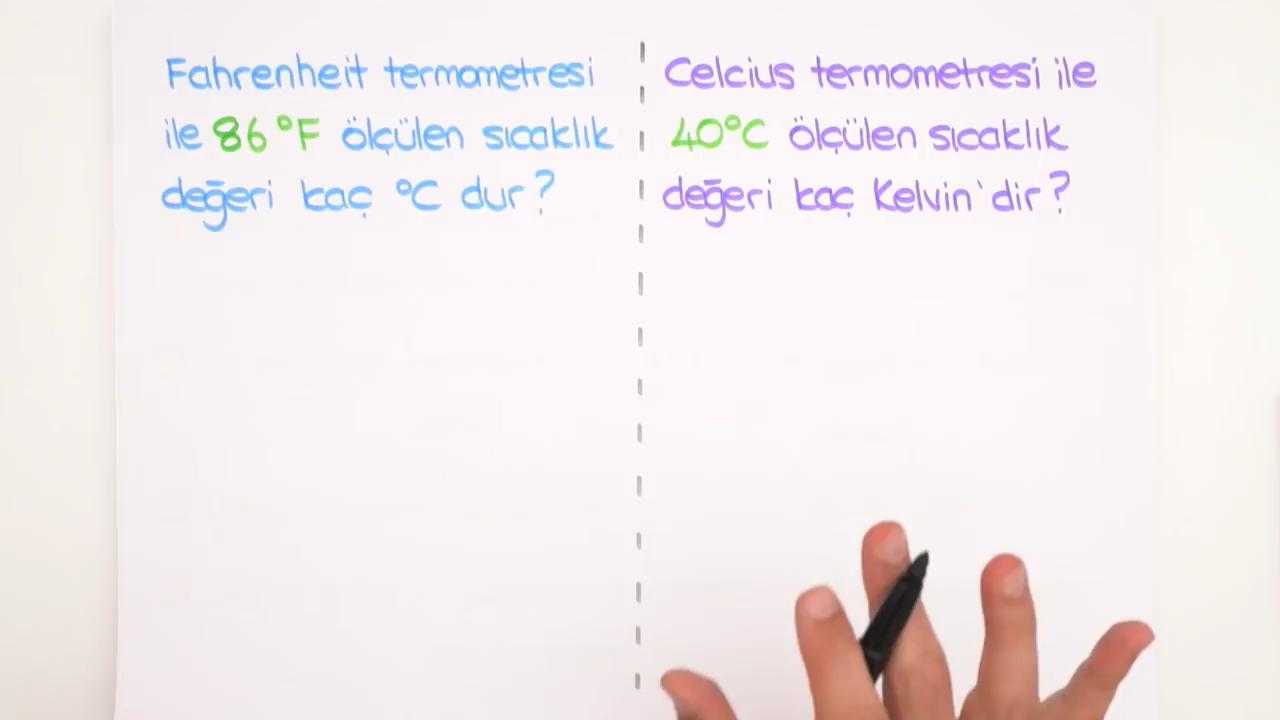 Fahrenheit termometresi
ile 86 °F ölçülen sıcaklık
değeri kaç °C dur?
Celcius termometresi ile
40°C ölçülen sıcaklık
değeri kaç Kelvin'dir?